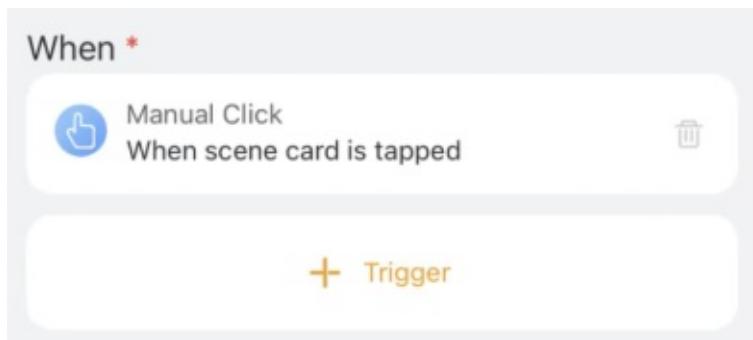 When *
Manual Click
When scene card is tapped
+ Trigger